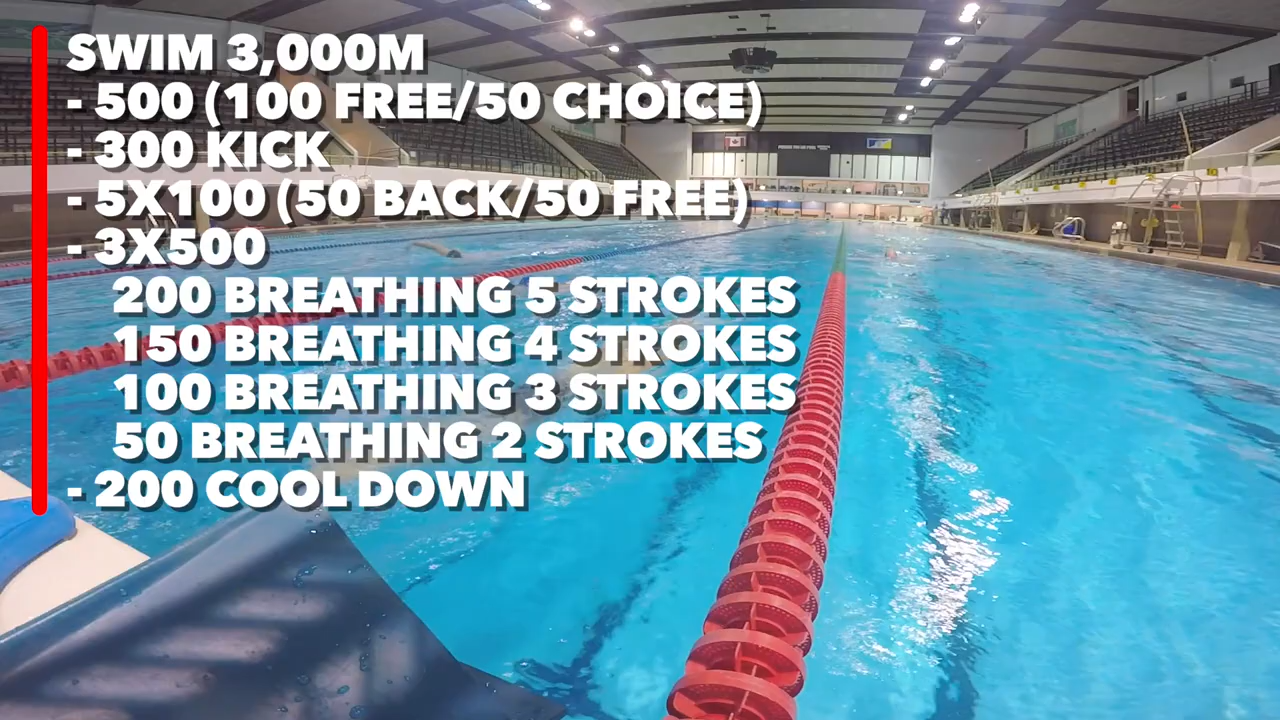 SWIM 3,000M
- 500 (100 FREE/50 CHOICE)
- 300 KICK
- 5X100 (50 BACK/50 FREE)
- 3X500
200 BREATHING 5 STROKES
150 BREATHING 4 STROKES
100 BREATHING 3 STROKES
50 BREATHING 2 STROKES
- 200 COOL DOWN